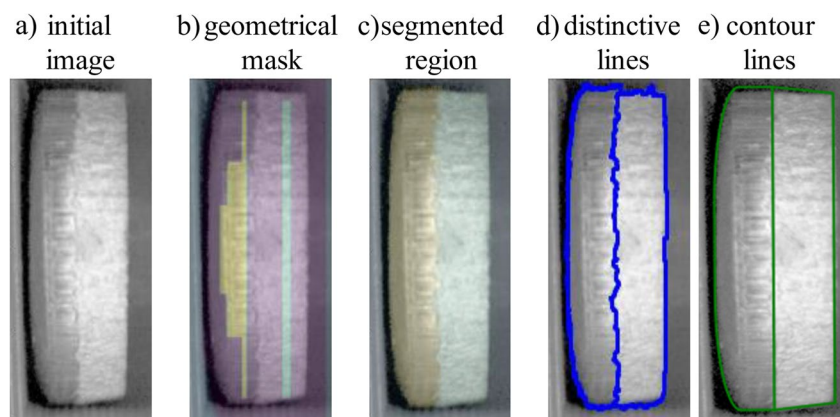 a) initial image
b) geometrical mask
c)segmented region
d) distinctive lines
e) contour lines